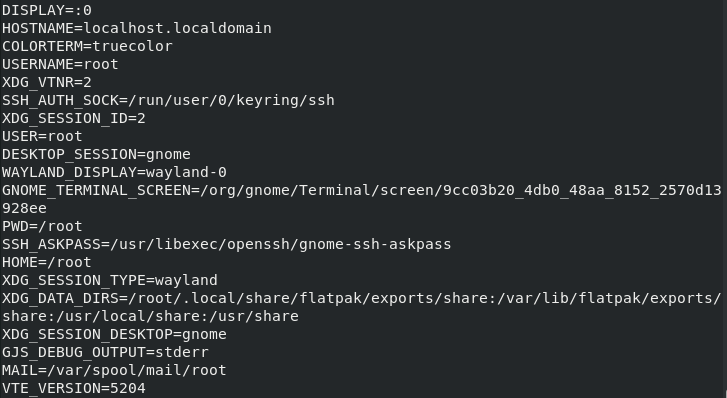 DISPLAY=:0
HOSTNAME=localhost.localdomain
COLORTERM=truecolor
USERNAME=root
XDG_VTNR=2
SSH_AUTH_SOCK=/run/user/0/keyring/ssh
XDG_SESSION_ID=2
USER=root
DESKTOP_SESSION=gnome
WAYLAND_DISPLAY=wayland-0
GNOME_TERMINAL_SCREEN=/org/gnome/Terminal/screen/9cc03b20_4db0_48aa_8152_2570d13
928ee
PWD=/root
SSH_ASKPASS=/usr/libexec/openssh/gnome-ssh-askpass
HOME=/root
XDG_SESSION_TYPE=wayland
XDG_DATA_DIRS=/root/.local/share/flatpak/exports/share:/var/lib/flatpak/exports/
share:/usr/local/share:/usr/share
XDG_SESSION_DESKTOP=gnome
GJS_DEBUG_OUTPUT=stderr
MAIL=/var/spool/mail/root
VTE_VERSION=5204